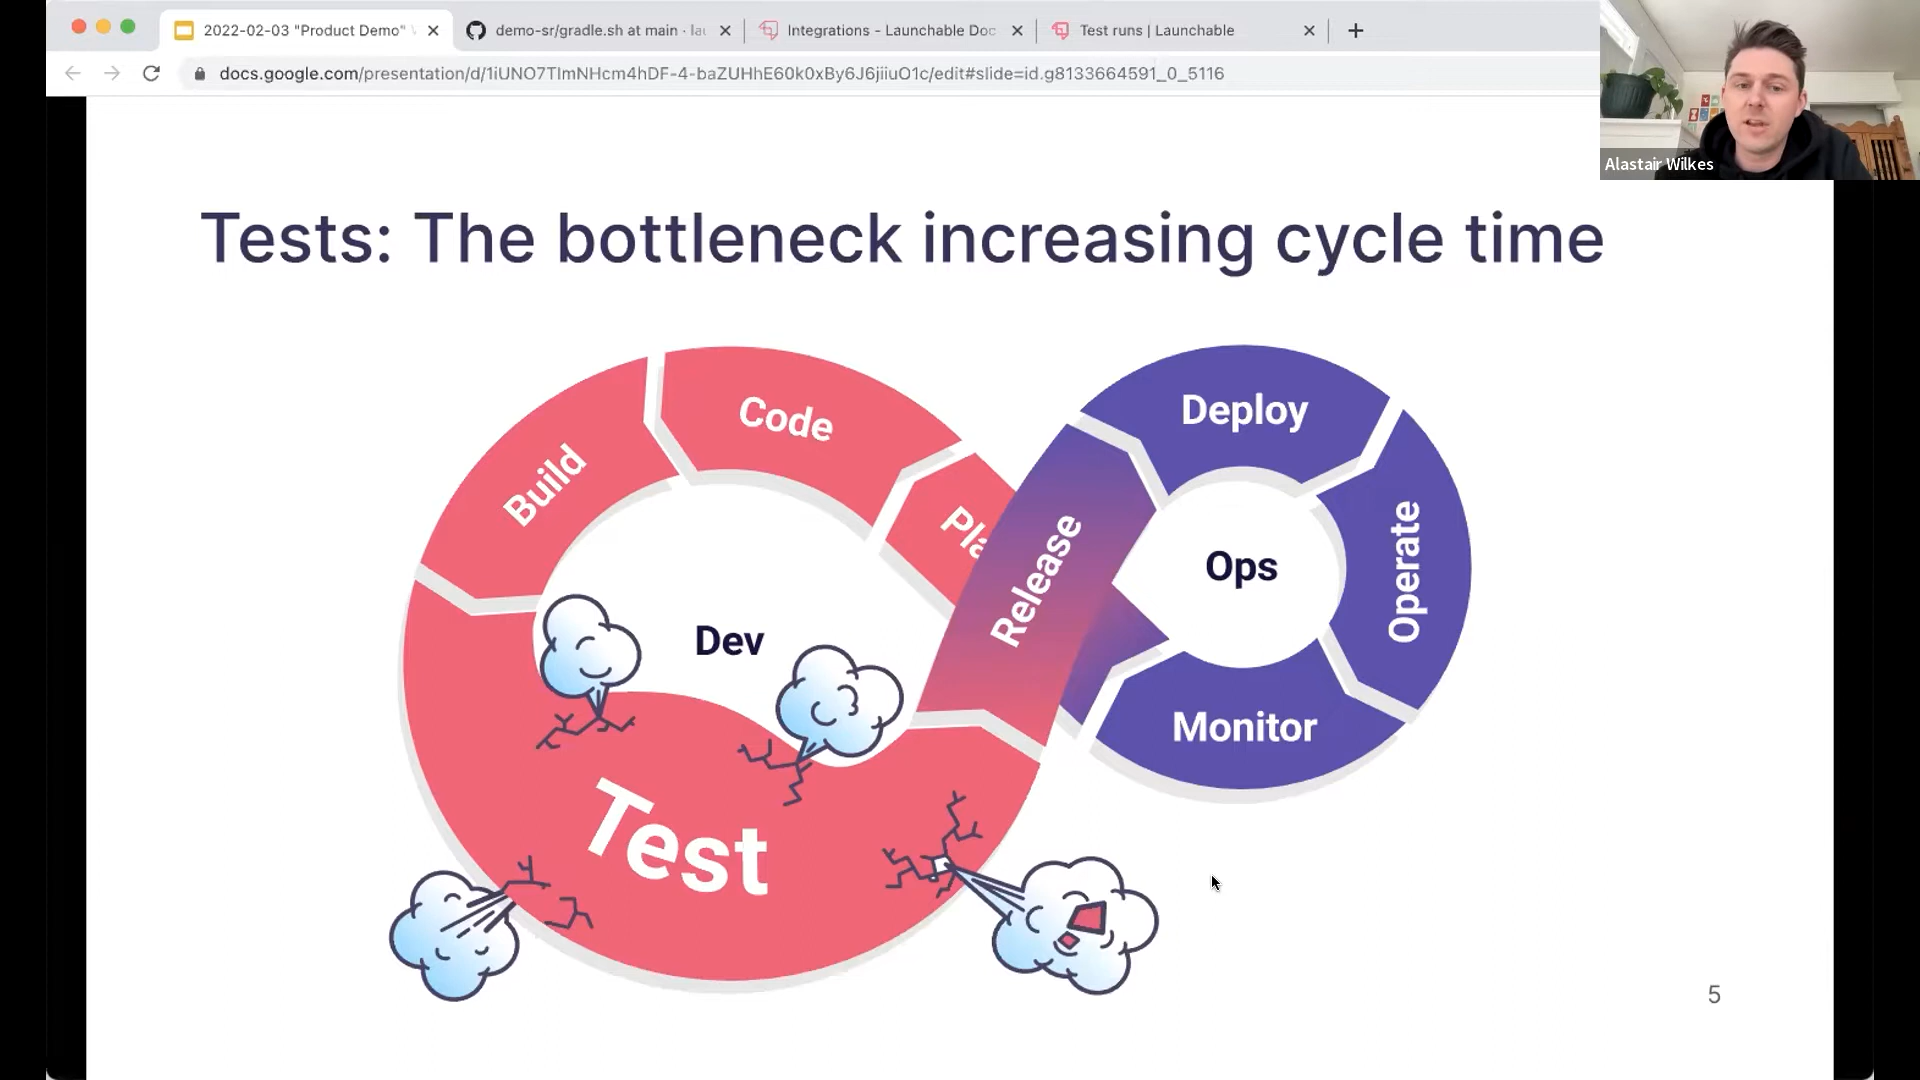 2022-02-03 "Product Demo"
demo-sr/gradle.sh at main · lau
Integrations - Launchable Doc
Test runs | Launchable
docs.google.com/presentation/d/1iUNO7TImNHcm4hDF-4-baZUHhE60k0xBy6J6jiiuO1c/edit#slide=id.g8133664591_0_5116
Alastair Wilkes
Tests: The bottleneck increasing cycle time
Code
Build
Pla
Release
Deploy
Operate
Monitor
Dev
Ops
Test
5